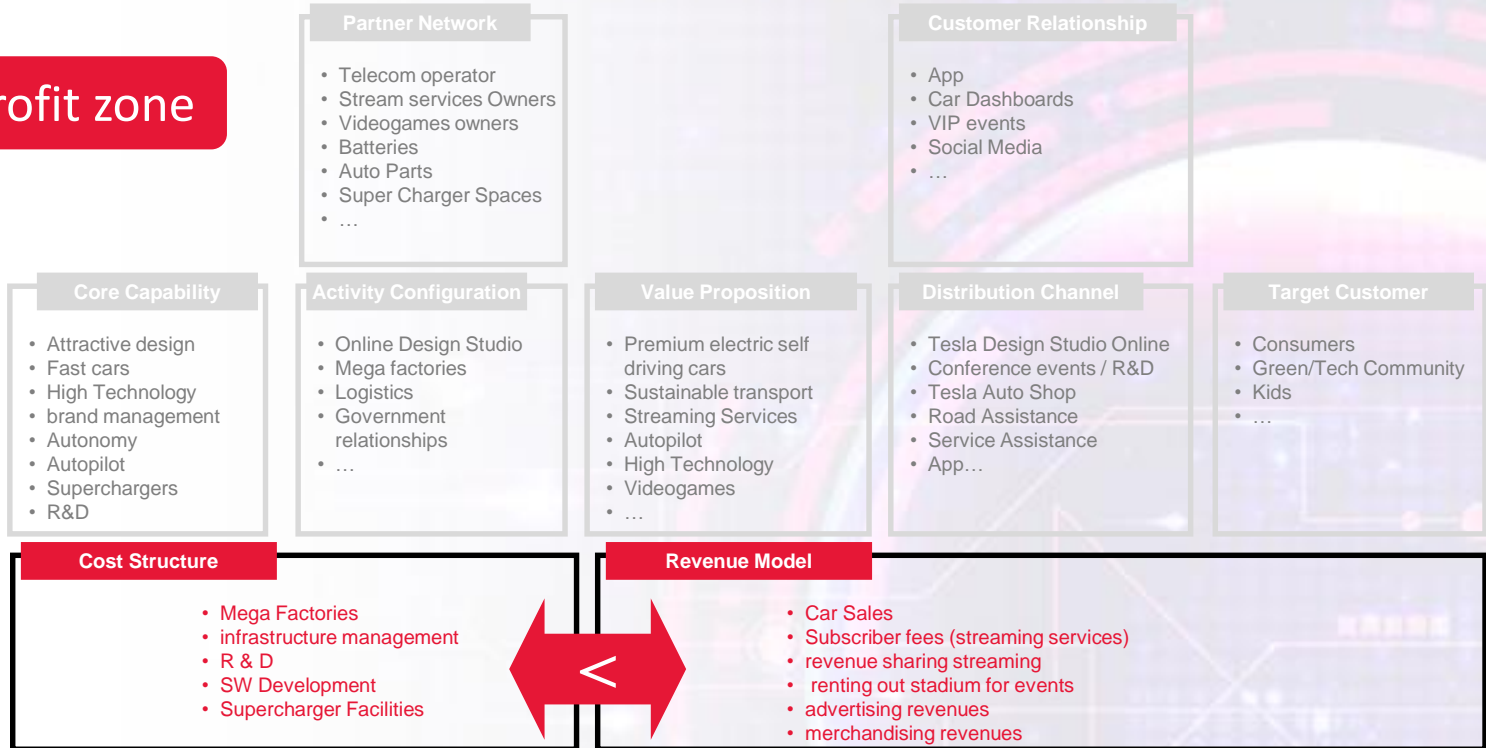 rofit zone
Partner Network
• Telecom operator
• Stream services Owners
• Videogames owners
• Batteries
• Auto Parts
• Super Charger Spaces
• …
Customer Relationship
• App
• Car Dashboards
• VIP events
• Social Media
• …
Core Capability
• Attractive design
• Fast cars
• High Technology
• brand management
• Autonomy
• Autopilot
• Superchargers
• R&D
Activity Configuration
• Online Design Studio
• Mega factories
• Logistics
• Government
relationships
• …
Value Proposition
• Premium electric self
driving cars
• Sustainable transport
• Streaming Services
• Autopilot
• High Technology
• Videogames
• …
Distribution Channel
• Tesla Design Studio Online
• Conference events / R&D
• Tesla Auto Shop
• Road Assistance
• Service Assistance
• App…
Target Customer
• Consumers
• Green/Tech Community
• Kids
• …
Cost Structure
• Mega Factories
• infrastructure management
• R & D
• SW Development
• Supercharger Facilities
<
Revenue Model
• Car Sales
• Subscriber fees (streaming services)
• revenue sharing streaming
• renting out stadium for events
• advertising revenues
• merchandising revenues